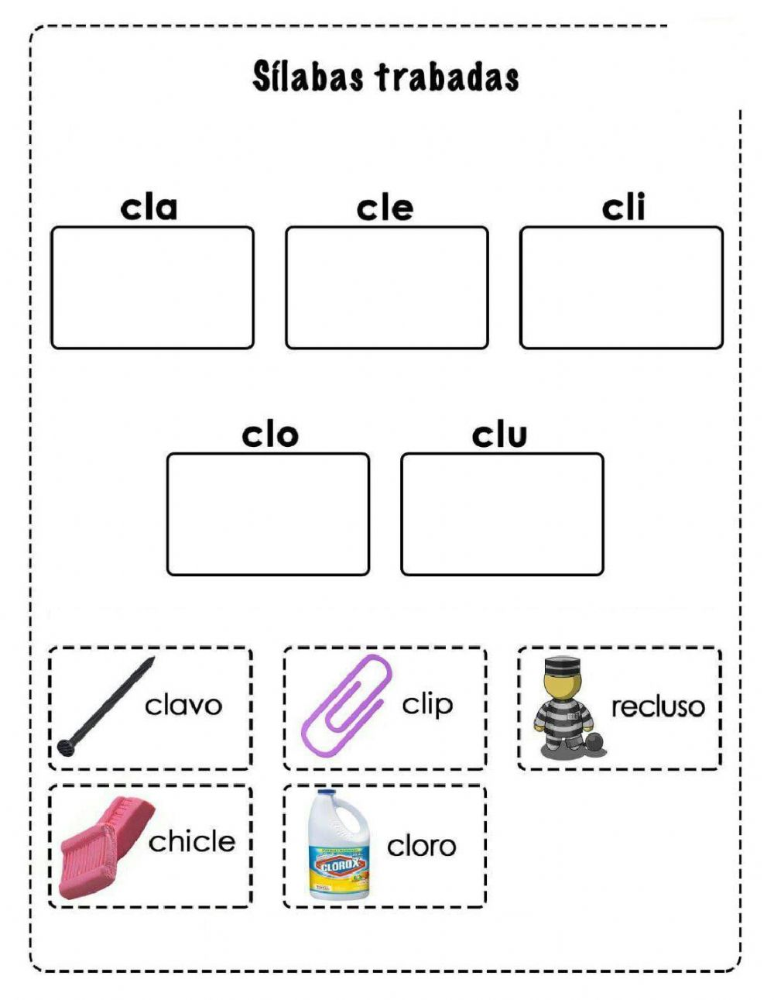 Sílabas trabadas
cla cle cli
clo clu
clavo
clip
recluso
chicle
cloro
CLOROX